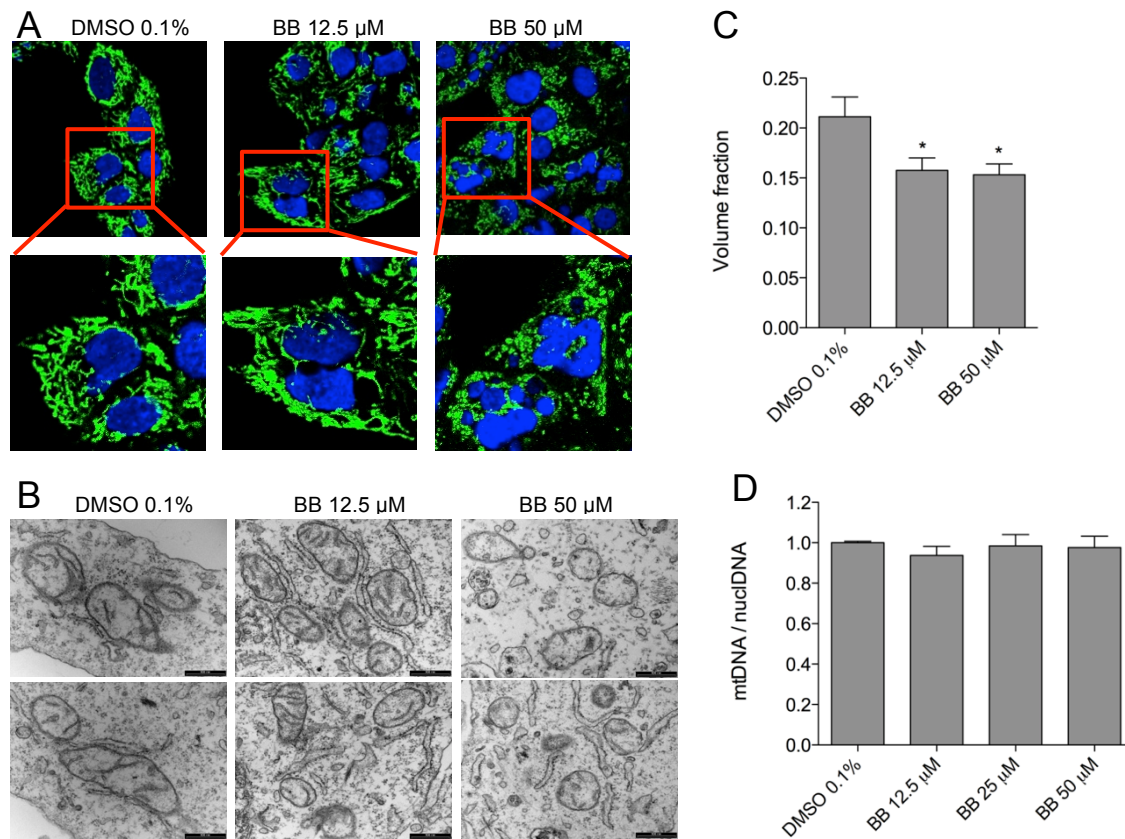 A
DMSO 0.1%
BB 12.5 µM
BB 50 µM
B
DMSO 0.1%
BB 12.5 µM
BB 50 µM
C
Volume fraction
0.25
0.20
0.15
0.10
0.05
0.00
*
*
DMSO 0.1%
BB 12.5 µM
BB 50 µM
D
mtDNA / nuclDNA
1.2
1.0
0.8
0.6
0.4
0.2
0.0
DMSO 0.1%
BB 12.5 µM
BB 25 µM
BB 50 µM